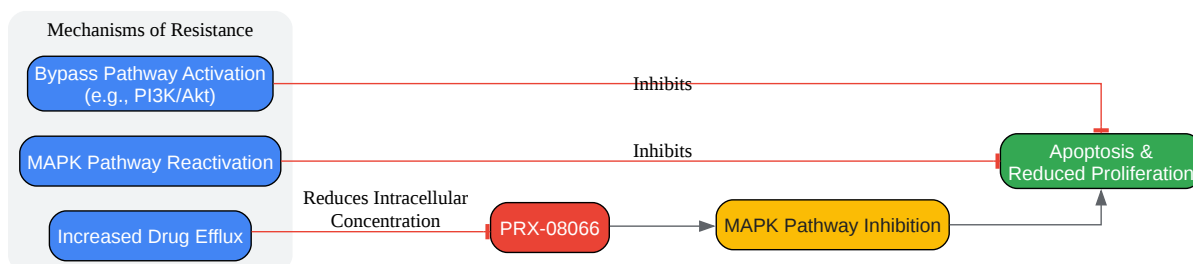 Mechanisms of Resistance
Bypass Pathway Activation
(e.g., PI3K/Akt)
Inhibits
MAPK Pathway Reactivation
Inhibits
Apoptosis &
Reduced Proliferation
Increased Drug Efflux
Reduces Intracellular
Concentration
PRX-08066
MAPK Pathway Inhibition